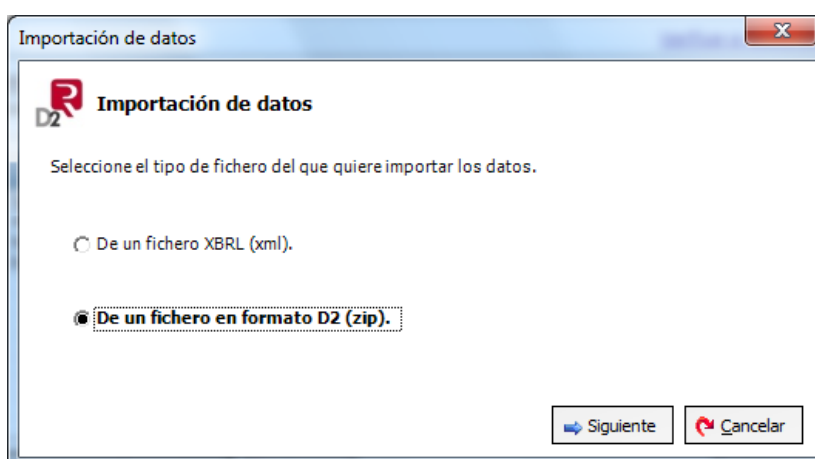 Importación de datos
D2
Importación de datos
Seleccione el tipo de fichero del que quiere importar los datos.
De un fichero XBRL (xml).
De un fichero en formato D2 (zip).
Siguiente
Cancelar